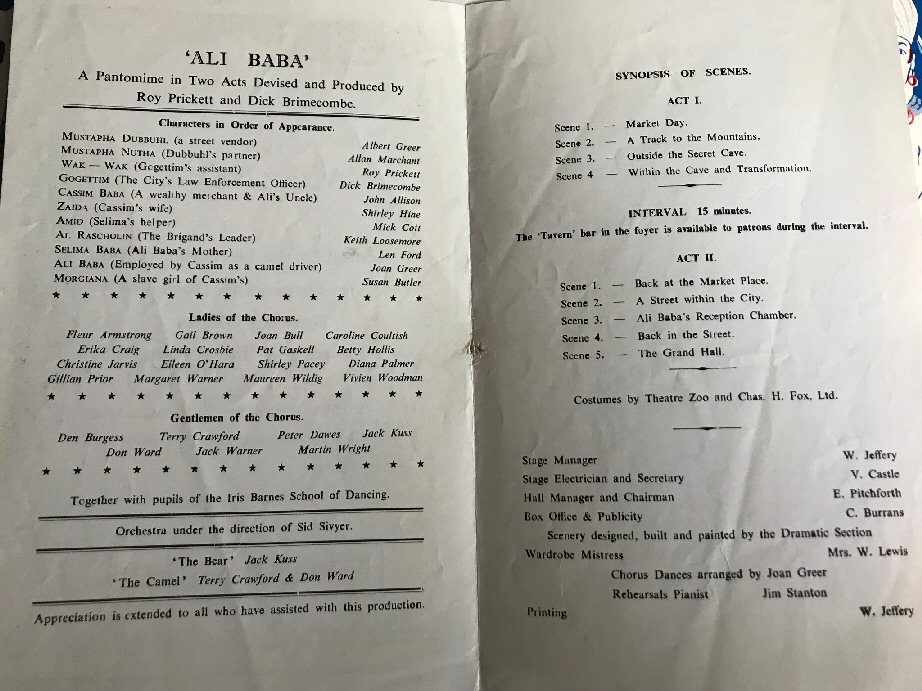 'ALI BABA'
A Pantomime in Two Acts Devised and Produced by
Roy Prickett and Dick Brimecombe.
Characters in Order of Appearance.
MUSTAPHA DUBBUHL (a street vendor) Albert Greer
MUSTAPHA NUTHA (Dubbuhl's partner) Allan Marchant
WAK — WAK (Gogettim's assistant) Roy Prickett
GOGETTIM (The City's Law Enforcement Officer) Dick Brimecombe
CASSIM BABA (A wealthy merchant & Ali's Uncle) John Allison
ZAIDA (Cassim's wife) Shirley Hine
AMID (Selima's helper) Mick Coit
AL RASCHOLIN (The Brigand's Leader) Keith Loosemore
SELIMA BABA (Ali Baba's Mother) Len Ford
ALI BABA (Employed by Cassim as a camel driver) Joan Greer
MORGIANA (A slave girl of Cassim's) Susan Butler
★ ★ ★ ★ ★ ★ ★ ★ ★ ★ ★ ★ ★
Ladies of the Chorus.
Fleur Armstrong Gail Brown Joan Bull Caroline Coultish
Erika Craig Linda Crosbie Pat Gaskell Betty Hollis
Christine Jarvis Eileen O'Hara Shirley Pacey Diana Palmer
Gillian Prior Margaret Warner Maureen Wildig Vivien Woodman
★ ★ ★ ★ ★ ★ ★ ★ ★ ★ ★ ★ ★
Gentlemen of the Chorus.
Den Burgess Terry Crawford Peter Dawes Jack Kuss
Don Ward Jack Warner Martin Wright
★ ★ ★ ★ ★ ★ ★ ★ ★ ★ ★ ★ ★
Together with pupils of the Iris Barnes School of Dancing.
Orchestra under the direction of Sid Sivyer.
'The Bear' Jack Kuss
'The Camel' Terry Crawford & Don Ward
Appreciation is extended to all who have assisted with this production.
SYNOPSIS OF SCENES.
ACT I.
Scene 1. — Market Day.
Scene 2. — A Track to the Mountains.
Scene 3. — Outside the Secret Cave.
Scene 4 — Within the Cave and Transformation.
INTERVAL 15 minutes.
The 'Tavern' bar in the foyer is available to patrons during the interval.
ACT II.
Scene 1. — Back at the Market Place.
Scene 2. — A Street within the City.
Scene 3. — Ali Baba's Reception Chamber.
Scene 4. — Back in the Street.
Scene 5. — The Grand Hall.
Costumes by Theatre Zoo and Chas. H. Fox, Ltd.
Stage Manager W. Jeffery
Stage Electrician and Secretary V. Castle
Hall Manager and Chairman E. Pitchforth
Box Office & Publicity C. Burrans
Scenery designed, built and painted by the Dramatic Section
Wardrobe Mistress Mrs. W. Lewis
Chorus Dances arranged by Joan Greer
Rehearsals Pianist Jim Stanton
Printing W. Jeffery